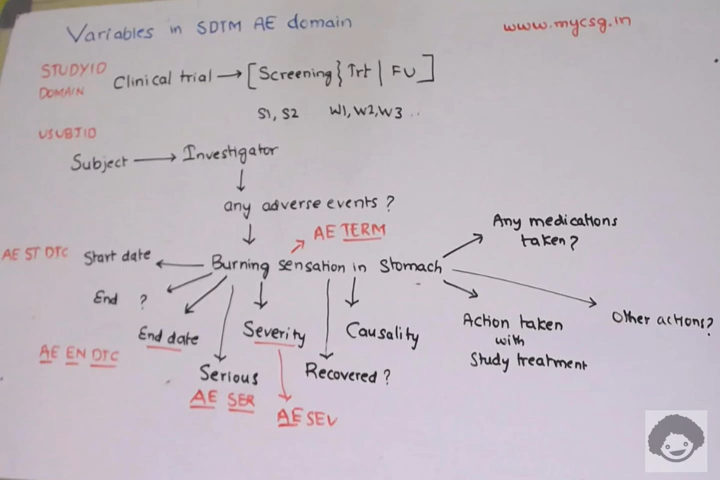 Variables in SDTM AE domain
www.mycsg.in
STUDYID
DOMAIN
Clinical trial → [Screening} Trt | FU]
S1, S2 W1, W2, W3 ..
USUBJID
Subject → Investigator
any adverse events ?
AE TERM
Any medications
taken?
AE ST DTC Start date
Burning sensation in Stomach
End ?
End date
AE EN DTC
Serious
AE SER
Severity
AE SEV
Recovered ?
Causality
Action taken
with
Study treatment
Other actions?